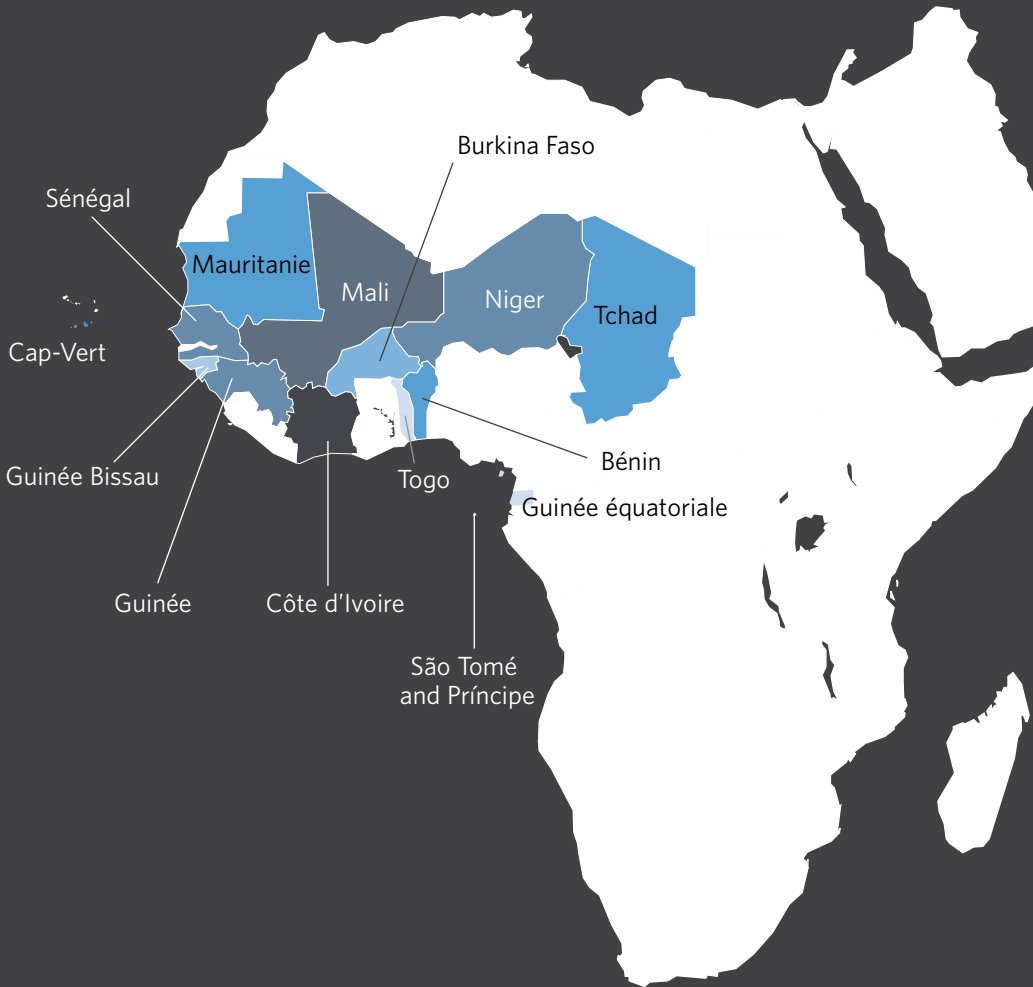 Burkina Faso
Sénégal
Mauritanie
Mali
Niger
Tchad
Cap-Vert
Guinée Bissau
Togo
Bénin
Guinée équatoriale
Guinée
Côte d'Ivoire
São Tomé
and Príncipe